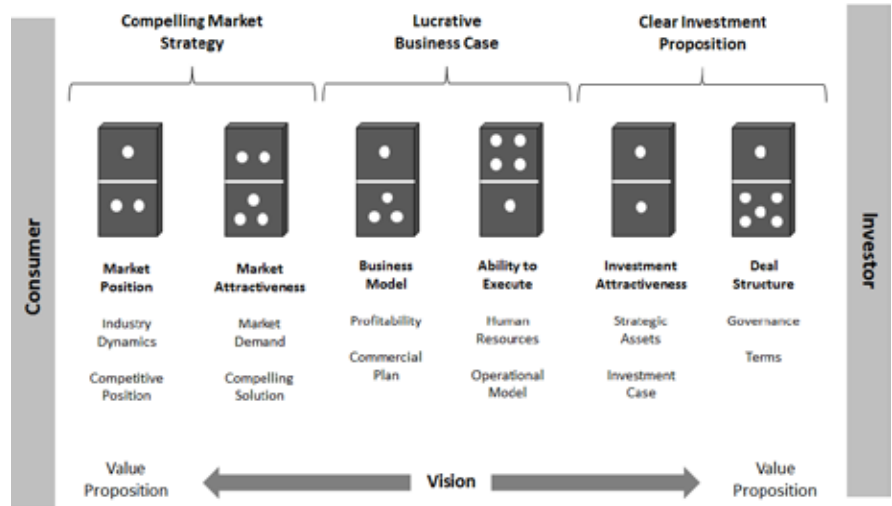 Compelling Market
Strategy
Lucrative
Business Case
Clear Investment
Proposition
Consumer
Investor
Market
Position
Market
Attractiveness
Business
Model
Ability to
Execute
Investment
Attractiveness
Deal
Structure
Industry
Dynamics
Market
Demand
Profitability
Human
Resources
Strategic
Assets
Governance
Competitive
Position
Compelling
Solution
Commercial
Plan
Operational
Model
Investment
Case
Terms
Value
Proposition
Vision
Value
Proposition